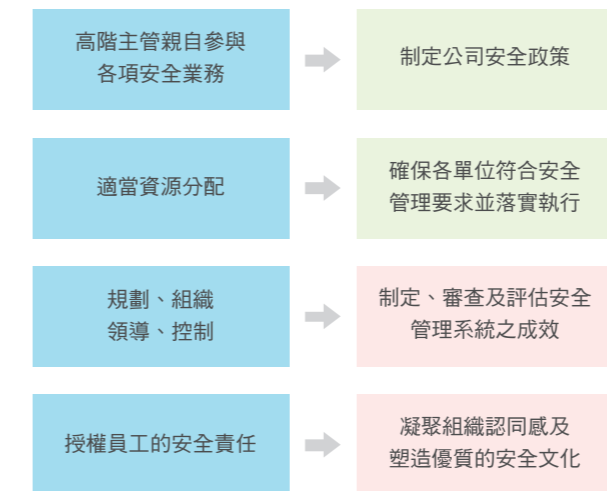 高階主管親自參與
各項安全業務
制定公司安全政策
適當資源分配
確保各單位符合安全
管理要求並落實執行
規劃、組織
領導、控制
制定、審查及評估安全
管理系統之成效
授權員工的安全責任
凝聚組織認同感及
塑造優質的安全文化